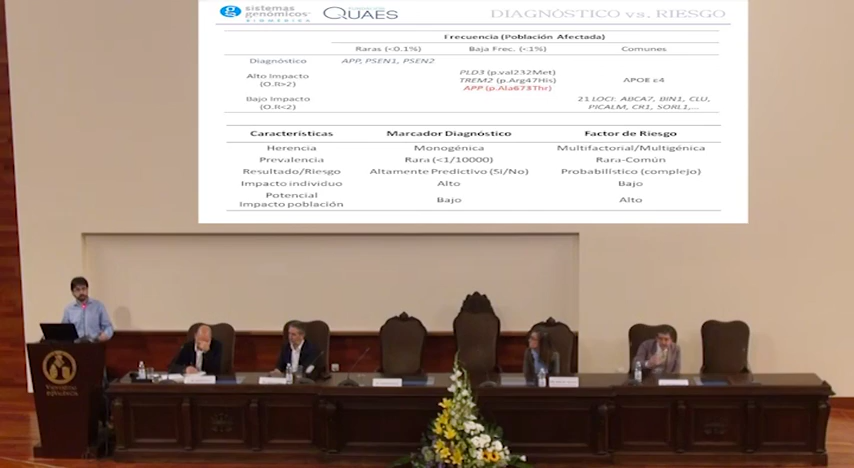 sistemas genómicos
BIOMÉDICA
QUAES
DIAGNÓSTICO vs. RIESGO
Frecuencia (Población Afectada)
Raras (<0.1%) Baja Frec. (<1%) Comunes
Diagnóstico APP, PSEN1, PSEN2
Alto Impacto (O.R>2) PLD3 (p.val232Met) TREM2 (p.Arg47His) APP (p.Ala673Thr) APOE ε4
Bajo Impacto (O.R<2) 21 LOCI: ABCA7, BIN1, CLU, PICALM, CR1, SORL1,...
Características Marcador Diagnóstico Factor de Riesgo
Herencia Monogénica Multifactorial/Multigénica
Prevalencia Rara (<1/10000) Rara-Común
Resultado/Riesgo Altamente Predictivo (Si/No) Probabilístico (complejo)
Impacto individuo Alto Bajo
Potencial Impacto población Bajo Alto